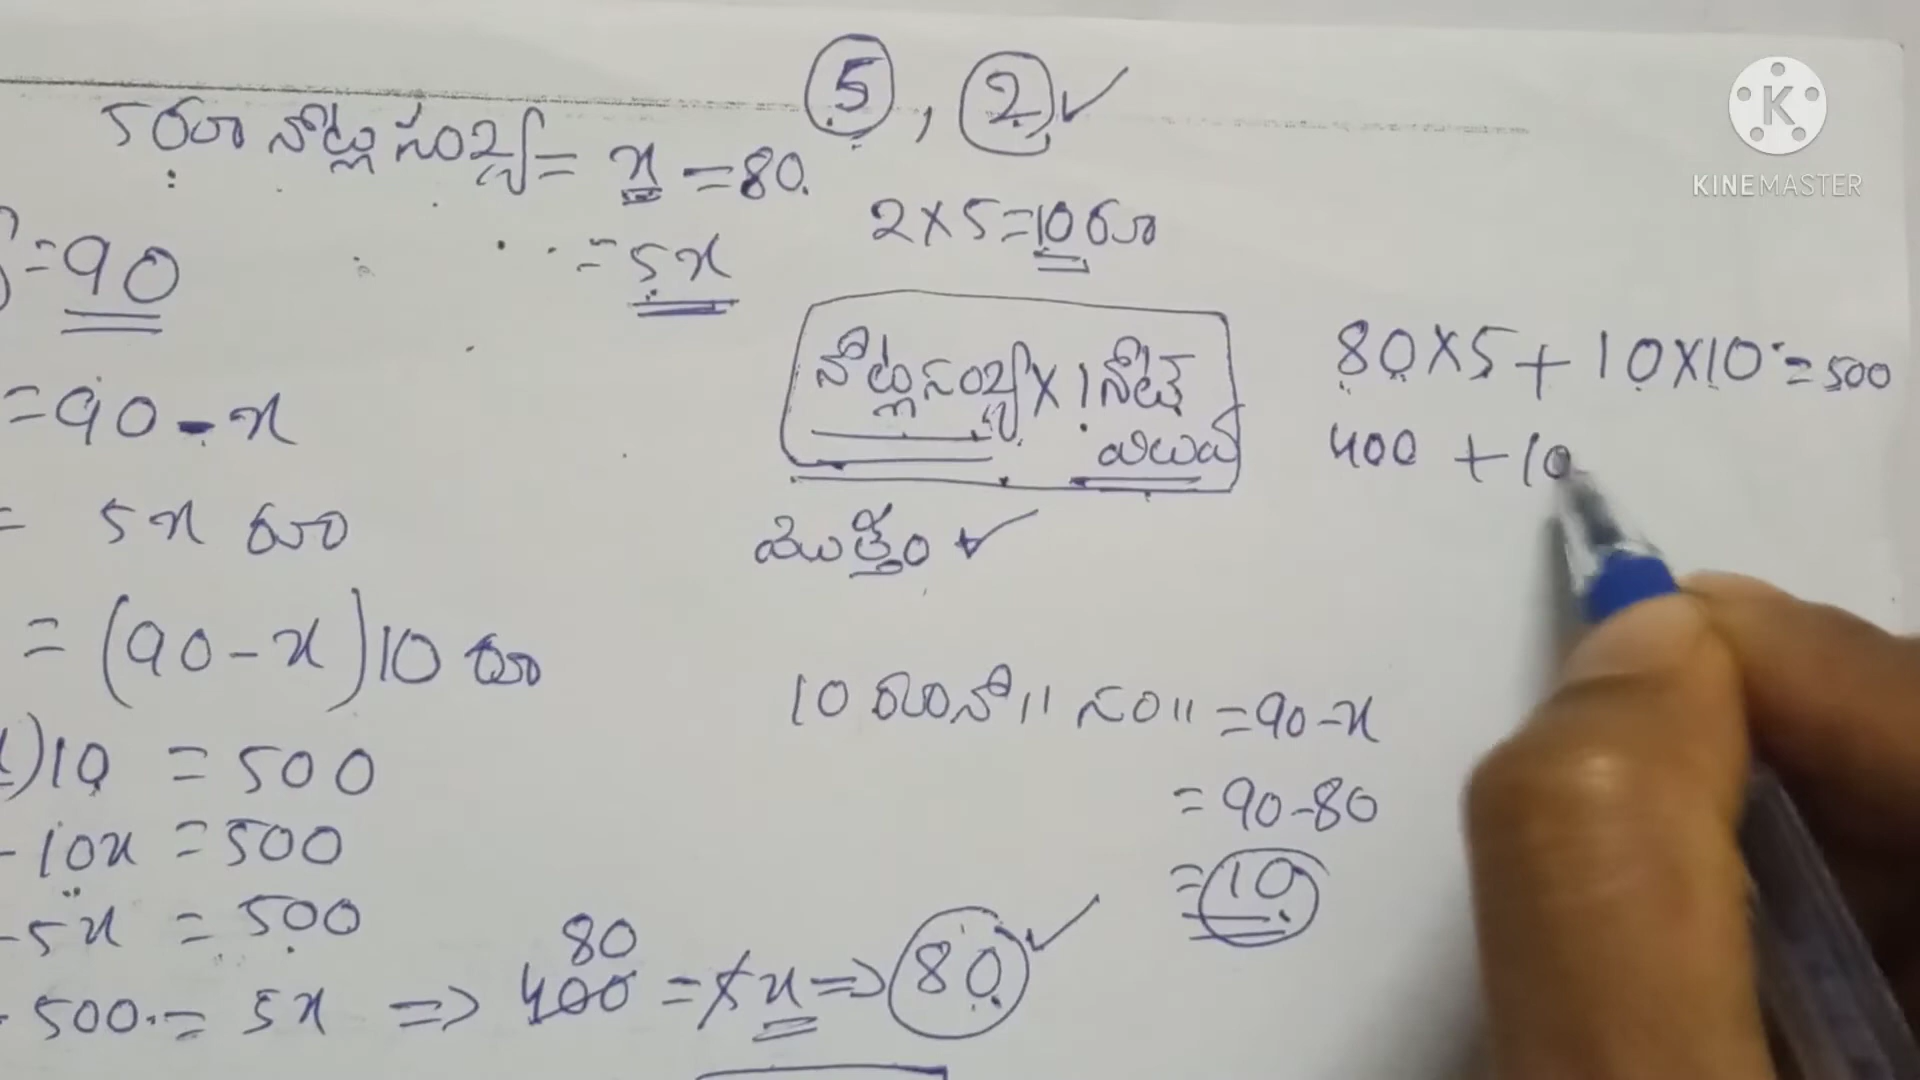 5, 2 ✓
5రూ నోట్ల సంఖ్య = x = 80.
= 5x
=90
=90-x
= 5x రూ
= (90-x)10 రూ
)10 = 500
-10x = 500
-5x = 500
-500 = 5x => 400 = 5x => 80 ✓
80
2×5=10రూ
నోట్ల సంఖ్య × 1 నోట్
విలువ
మొత్తం ✓
10 రూ నో॥ సం॥ =90-x
=90-80
=10
80×5+10×10=500
400 +10
K
KINEMASTER